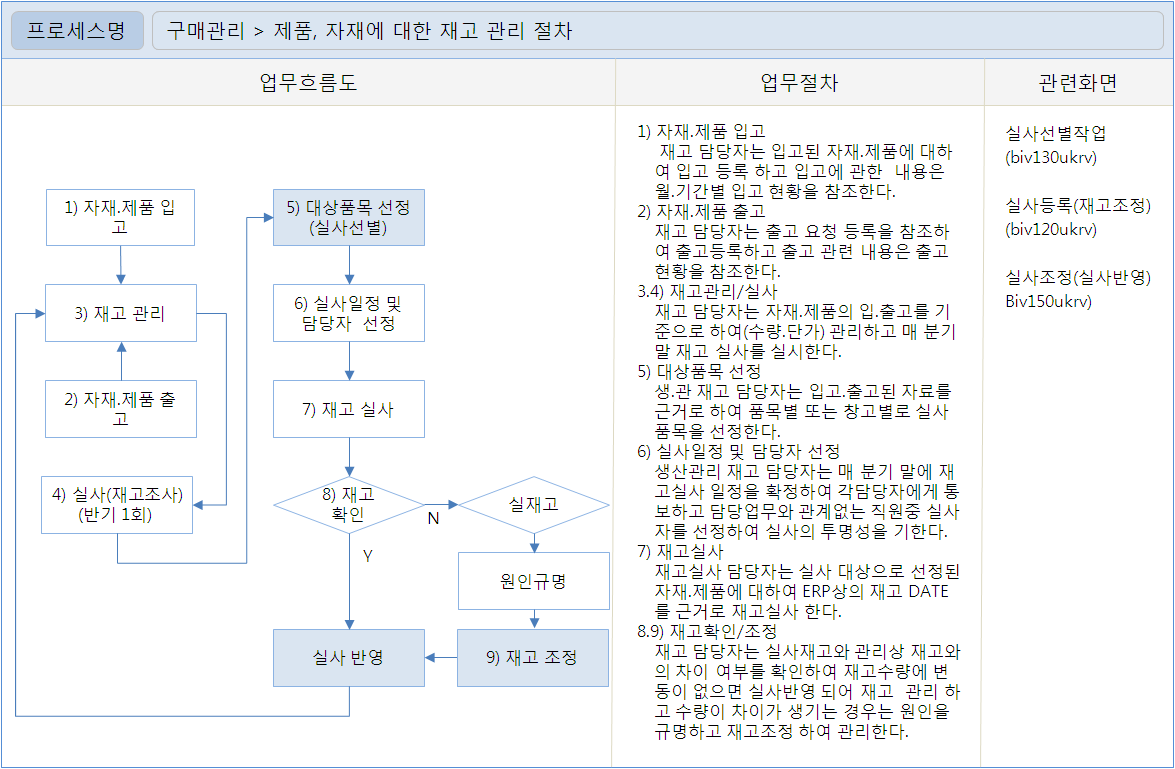 프로세스명
구매관리 > 제품, 자재에 대한 재고 관리 절차
업무흐름도
업무절차
관련화면
1) 자재.제품 입
고
3) 재고 관리
2) 자재.제품 출
고
4) 실사(재고조사)
(반기 1회)
5) 대상품목 선정
(실사선별)
6) 실사일정 및
담당자 선정
7) 재고 실사
8) 재고
확인
N
Y
실재고
원인규명
9) 재고 조정
실사 반영
1) 자재.제품 입고
재고 담당자는 입고된 자재.제품에 대하
여 입고 등록 하고 입고에 관한 내용은
월.기간별 입고 현황을 참조한다.
2) 자재.제품 출고
재고 담당자는 출고 요청 등록을 참조하
여 출고등록하고 출고 관련 내용은 출고
현황을 참조한다.
3.4) 재고관리/실사
재고 담당자는 자재.제품의 입.출고를 기
준으로 하여(수량.단가) 관리하고 매 분기
말 재고 실사를 실시한다.
5) 대상품목 선정
생.관 재고 담당자는 입고.출고된 자료를
근거로 하여 품목별 또는 창고별로 실사
품목을 선정한다.
6) 실사일정 및 담당자 선정
생산관리 재고 담당자는 매 분기 말에 재
고실사 일정을 확정하여 각담당자에게 통
보하고 담당업무와 관계없는 직원중 실사
자를 선정하여 실사의 투명성을 기한다.
7) 재고실사
재고실사 담당자는 실사 대상으로 선정된
자재.제품에 대하여 ERP상의 재고 DATE
를 근거로 재고실사 한다.
8.9) 재고확인/조정
재고 담당자는 실사재고와 관리상 재고와
의 차이 여부를 확인하여 재고수량에 변
동이 없으면 실사반영 되어 재고 관리 하
고 수량이 차이가 생기는 경우는 원인을
규명하고 재고조정 하여 관리한다.
실사선별작업
(biv130ukrv)
실사등록(재고조정)
(biv120ukrv)
실사조정(실사반영)
Biv150ukrv)